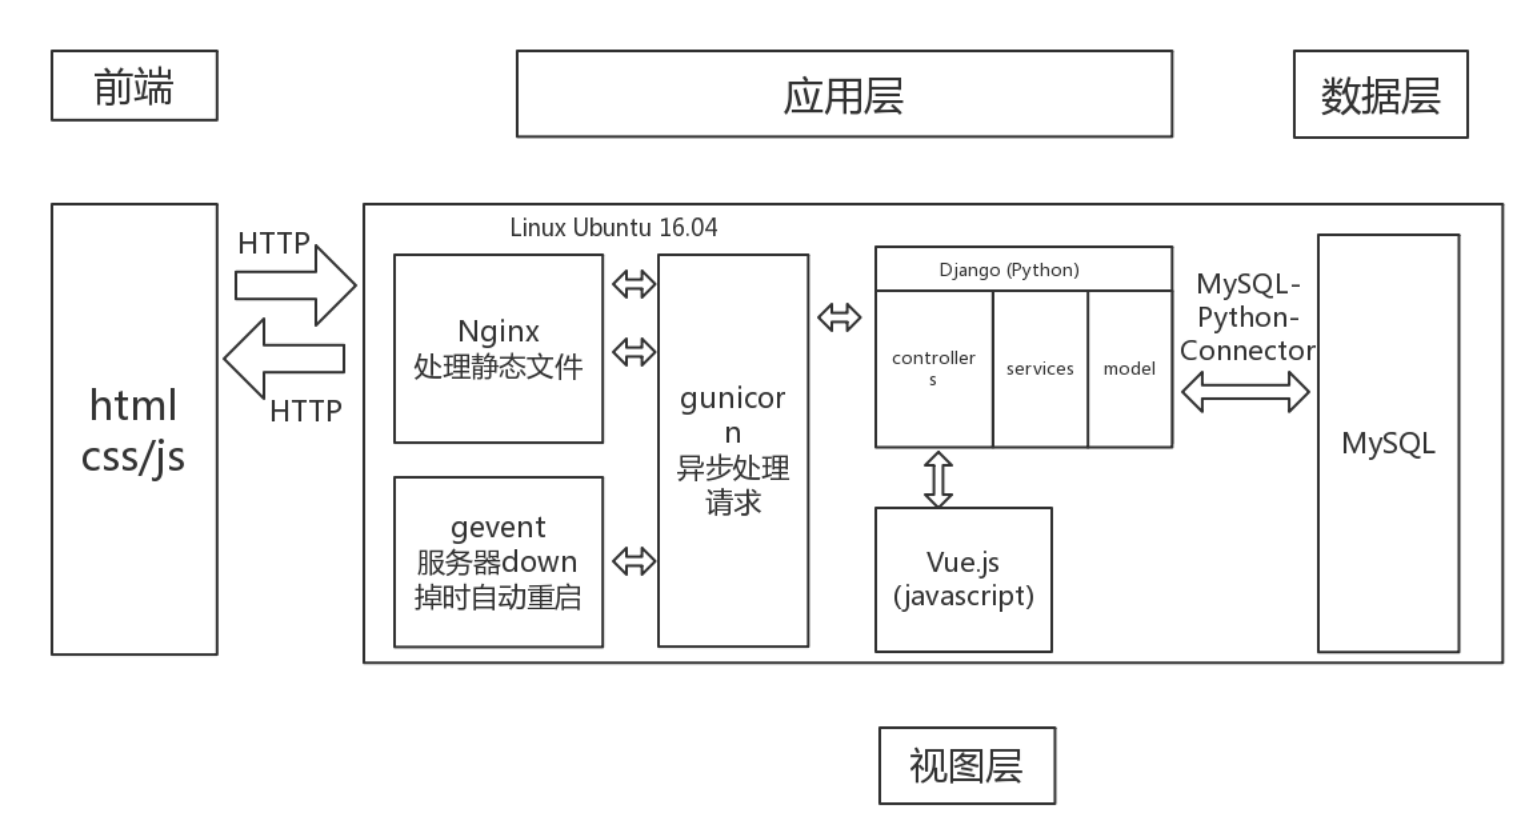 前端
应用层
数据层
Linux Ubuntu 16.04
HTTP
HTTP
html
css/js
Nginx
处理静态文件
gevent
服务器down
掉时自动重启
gunicor
n
异步处理
请求
Django (Python)
controller
s
services
model
Vue.js
(javascript)
MySQL-
Python-
Connector
MySQL
视图层